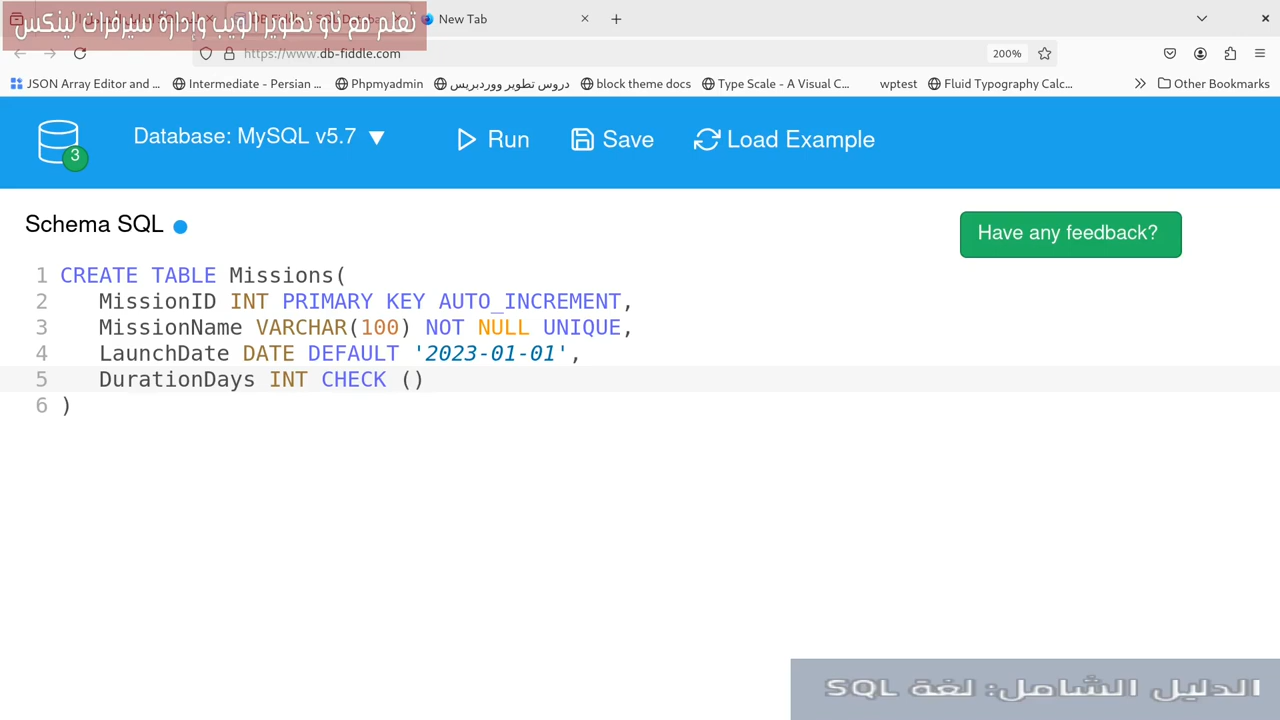 تعلم مع ناو تطوير الويب وإدارة سيرفرات لينكس
New Tab
https://www.db-fiddle.com
200%
JSON Array Editor and ...
Intermediate - Persian ...
Phpmyadmin
دروس تطوير ووردبريس
block theme docs
Type Scale - A Visual C...
wptest
Fluid Typography Calc...
Other Bookmarks
3
Database: MySQL v5.7
Run
Save
Load Example
Schema SQL
Have any feedback?
1 CREATE TABLE Missions(
2 MissionID INT PRIMARY KEY AUTO_INCREMENT,
3 MissionName VARCHAR(100) NOT NULL UNIQUE,
4 LaunchDate DATE DEFAULT '2023-01-01',
5 DurationDays INT CHECK ()
6 )
الدليل الشامل: لغة SQL